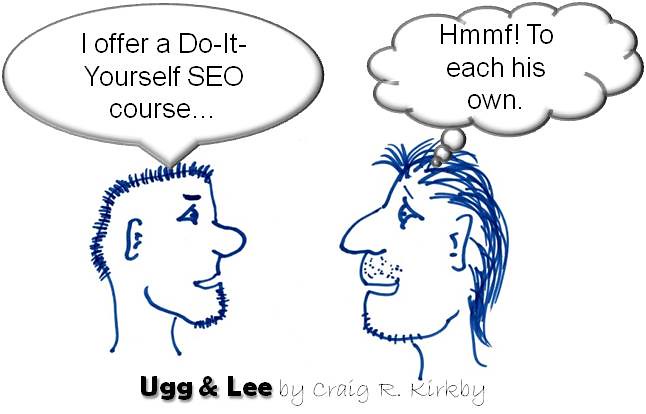 I offer a Do-It-
Yourself SEO
course...
Hmmf! To
each his
own.
Ugg & Lee by Craig R. Kirkby